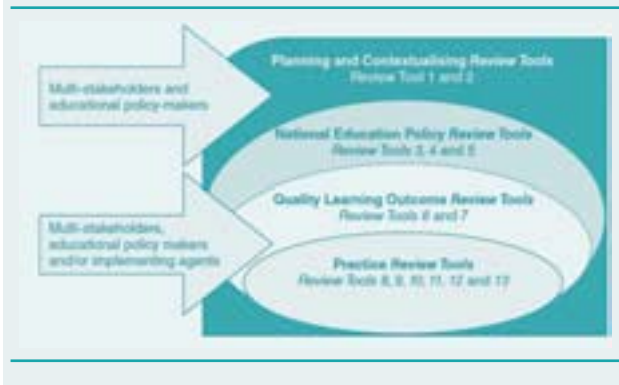 Planning and Contextualising Review Tools
Review Tool 1 and 2
Multi-stakeholders and
educational policy-makers
National Education Policy Review Tools
Review Tools 3, 4 and 5
Quality Learning Outcome Review Tools
Review Tools 6 and 7
Multi-stakeholders,
educational policy makers
and/or implementing agents
Practice Review Tools
Review Tools 8, 9, 10, 11, 12 and 13